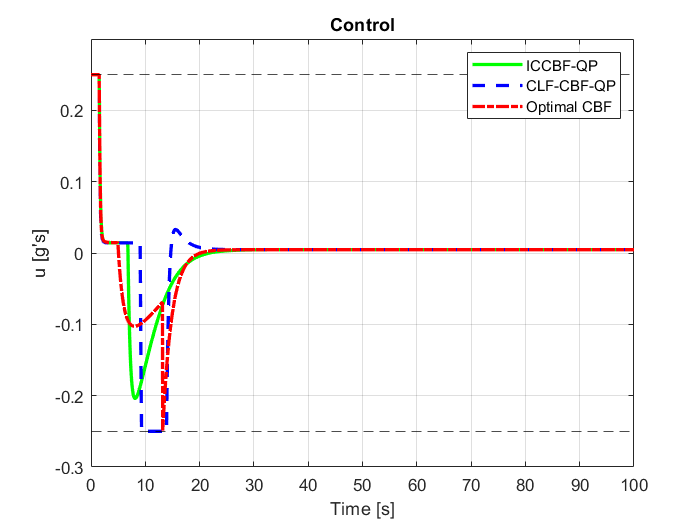 Control
ICCBF-QP
CLF-CBF-QP
Optimal CBF
u [g's]
0.2
0.1
0
-0.1
-0.2
-0.3
0 10 20 30 40 50 60 70 80 90 100
Time [s]